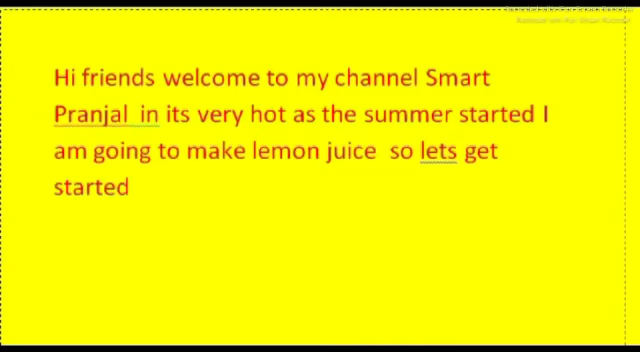 Hi friends welcome to my channel Smart
Pranjal  in its very hot as the summer started I
am going to make lemon juice  so lets get
started